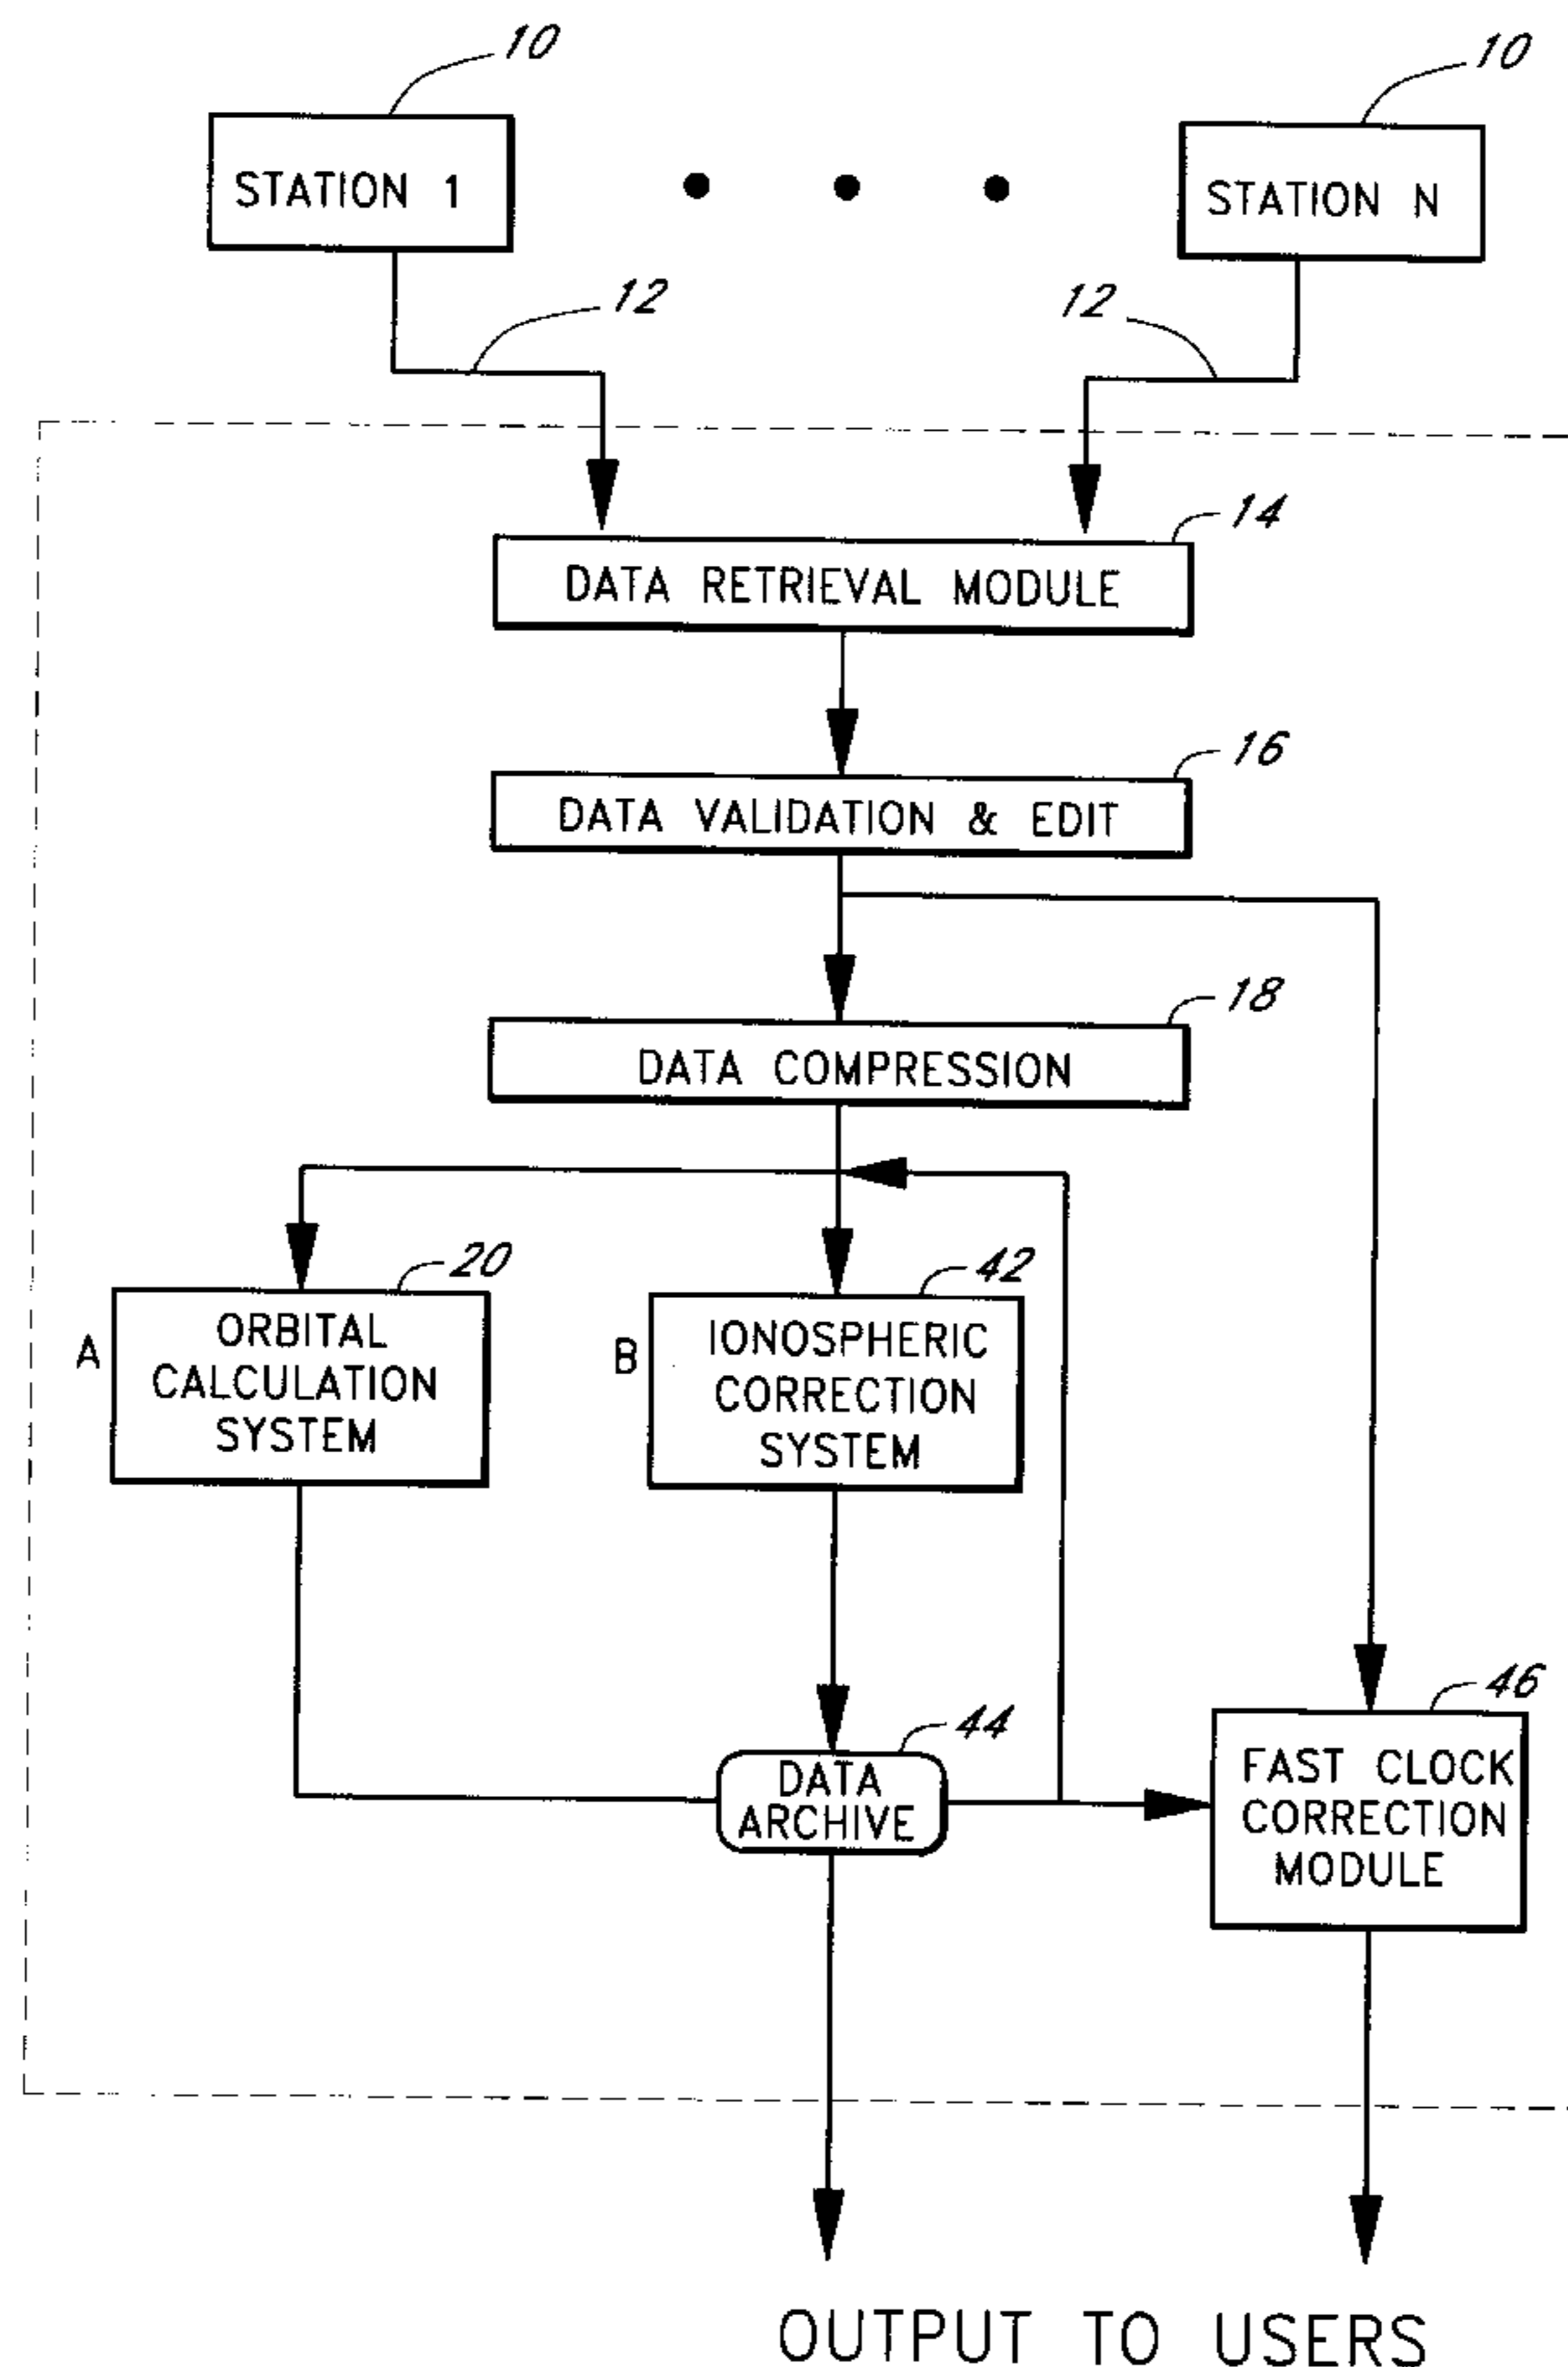 10
10
STATION 1
STATION N
12
12
14
DATA RETRIEVAL MODULE
16
DATA VALIDATION & EDIT
18
DATA COMPRESSION
20
42
A
ORBITAL
CALCULATION
SYSTEM
B
IONOSPHERIC
CORRECTION
SYSTEM
44
46
DATA
ARCHIVE
FAST CLOCK
CORRECTION
MODULE
OUTPUT TO USERS